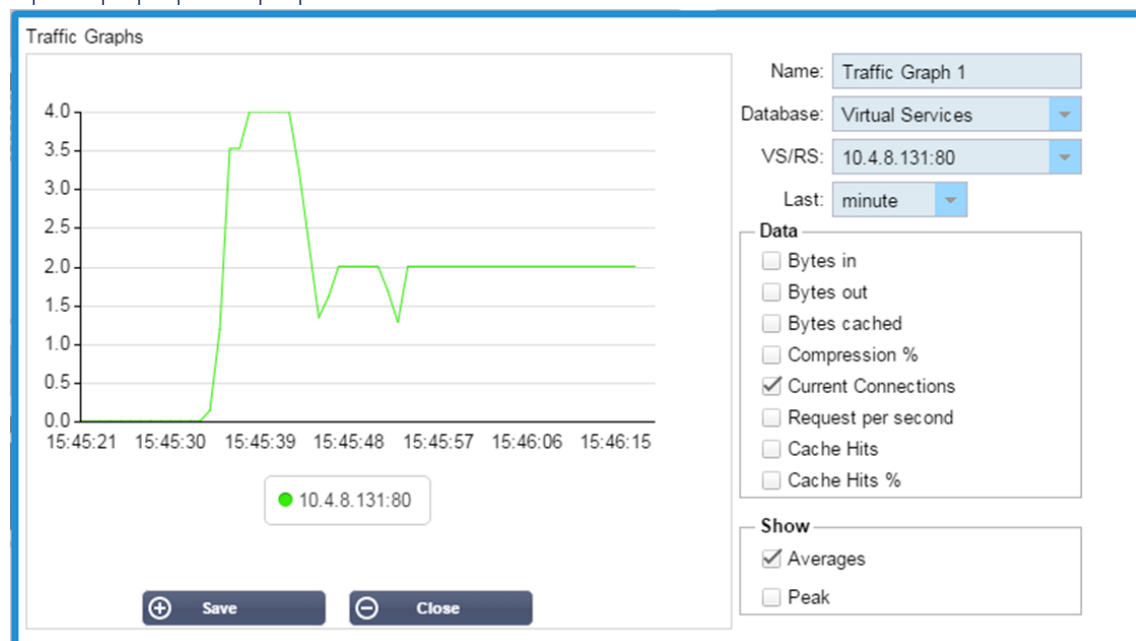 Traffic Graphs
4.0
3.5
3.0
2.5
2.0
1.5
1.0
0.5
0.0
15:45:21 15:45:30 15:45:39 15:45:48 15:45:57 15:46:06 15:46:15
10.4.8.131:80
Save Close
Name: Traffic Graph 1
Database: Virtual Services
VS/RS: 10.4.8.131:80
Last: minute
Data
Bytes in
Bytes out
Bytes cached
Compression %
Current Connections
Request per second
Cache Hits
Cache Hits %
Show
Averages
Peak